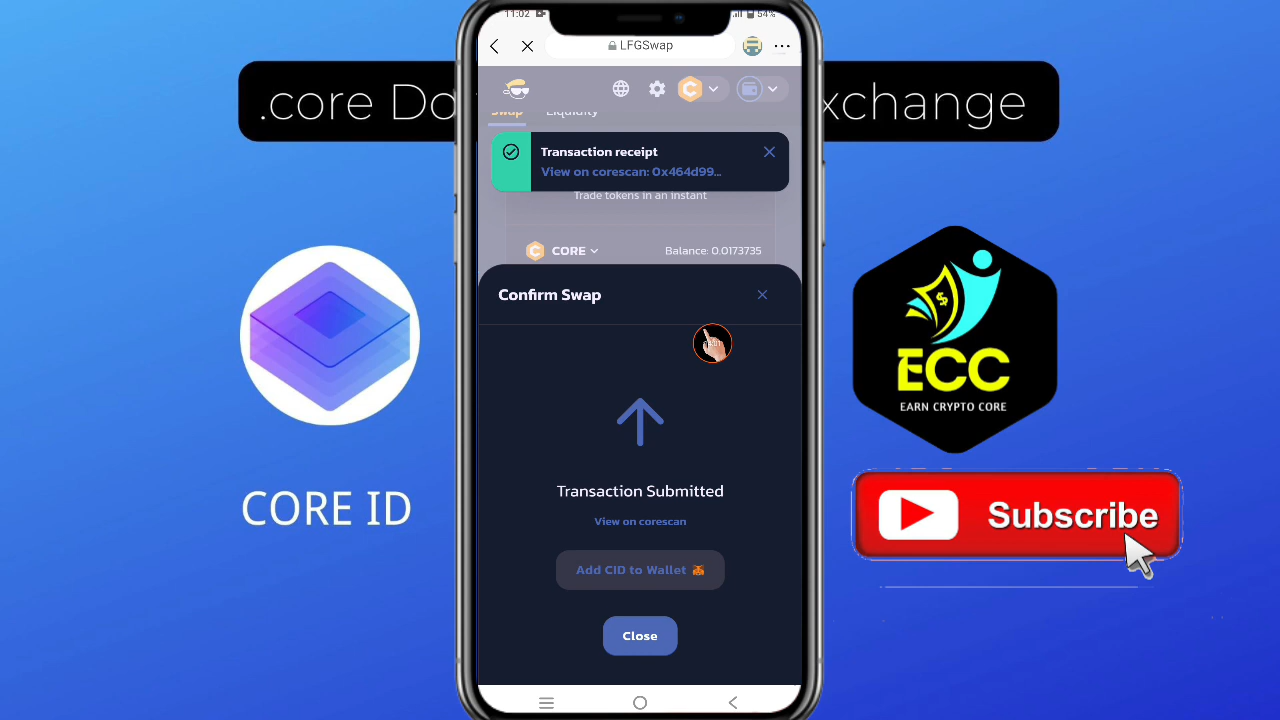 11:02
54%
LFGSwap
.core Do
xchange
Swap
Liquidity
Transaction receipt
View on corescan: 0x464d99...
Trade tokens in an instant
CORE
Balance: 0.0173735
Confirm Swap
Transaction Submitted
View on corescan
Add CID to Wallet
Close
CORE ID
ECC
EARN CRYPTO CORE
Subscribe